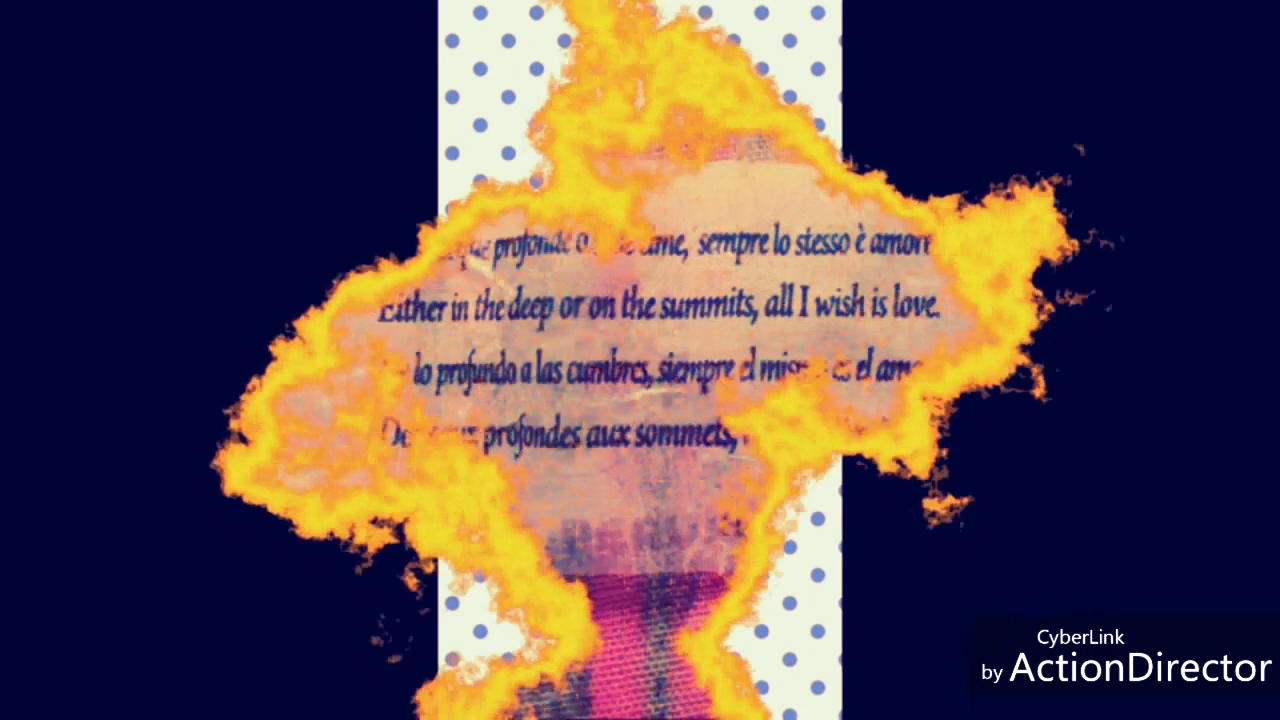 profonde sempre lo stesso è amore
Either in the deep or on the summits, all I wish is love.
lo profundo a las cumbres, siempre el el
profondes aux sommets,
CyberLink
by ActionDirector